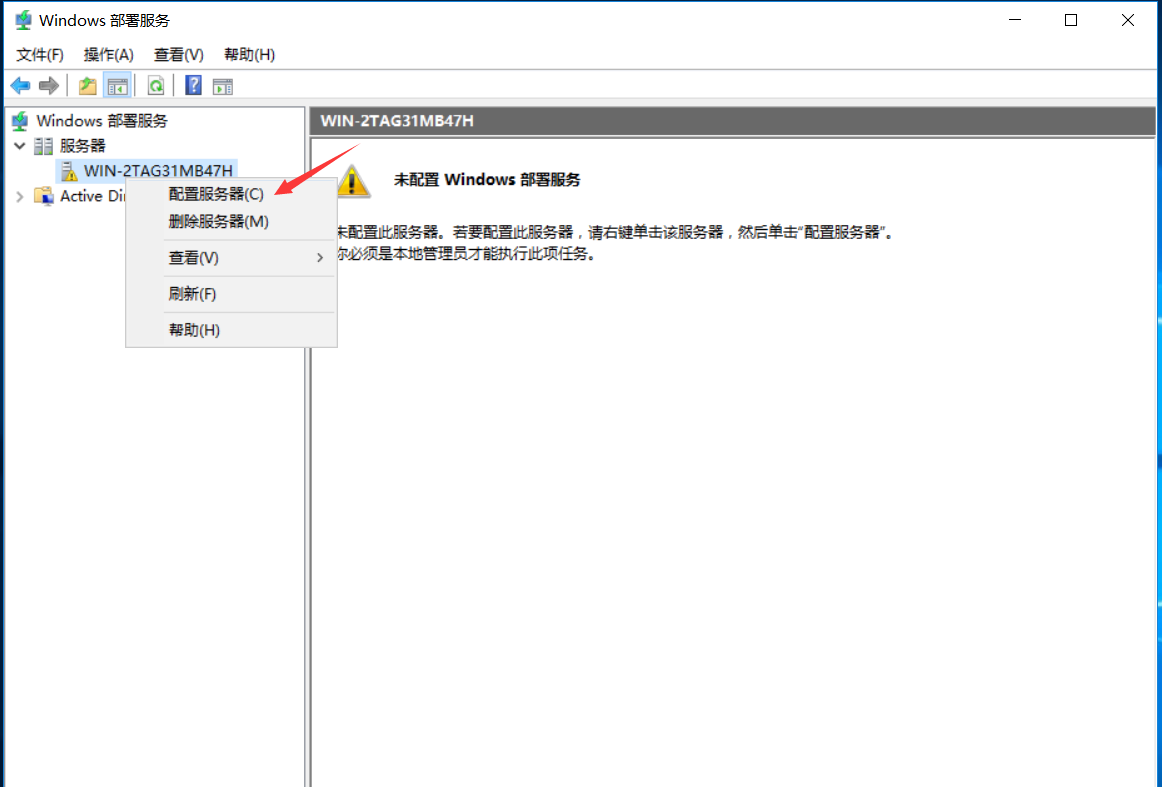 Windows 部署服务
文件(F) 操作(A) 查看(V) 帮助(H)
Windows 部署服务
服务器
WIN-2TAG31MB47H
Active Di
配置服务器(C)
删除服务器(M)
查看(V)
刷新(F)
帮助(H)
WIN-2TAG31MB47H
未配置 Windows 部署服务
未配置此服务器。若要配置此服务器，请右键单击该服务器，然后单击“配置服务器”。
你必须是本地管理员才能执行此项任务。